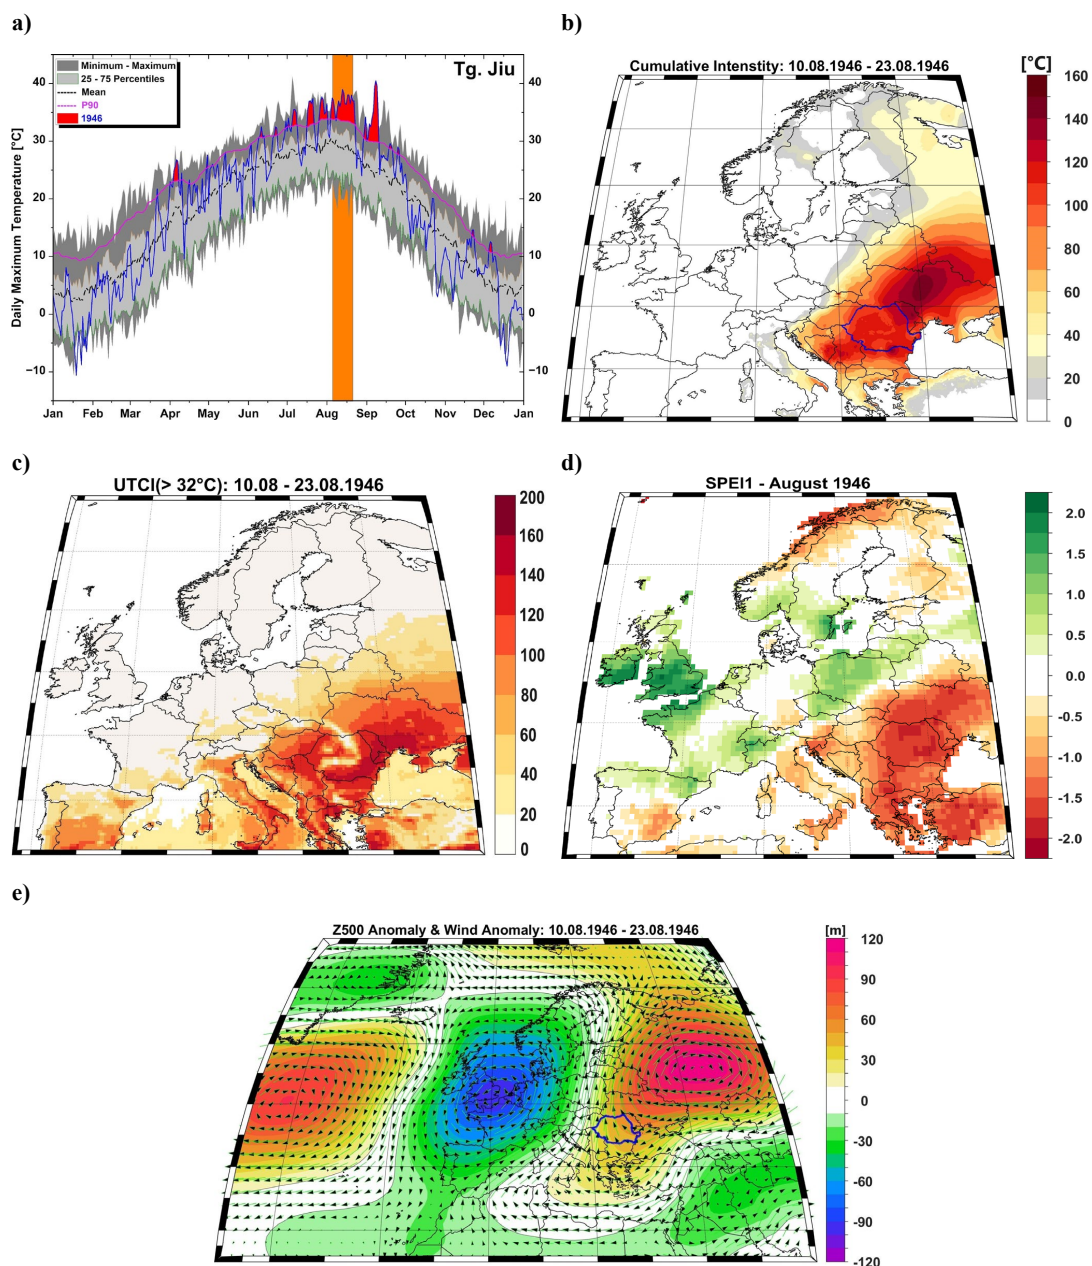 a)
Tg. Jiu
Minimum - Maximum
25 - 75 Percentiles
Mean
P90
1946
Daily Maximum Temperature [°C]
40
30
20
10
0
−10
40
30
20
10
0
−10
Jan Feb Mar Apr May Jun Jul Aug Sep Oct Nov Dec Jan
b)
Cumulative Intenstity: 10.08.1946 - 23.08.1946
[°C]
160
140
120
100
80
60
40
20
0
c)
UTCI(> 32°C): 10.08 - 23.08.1946
200
180
160
140
120
100
80
60
40
20
0
d)
SPEI1 - August 1946
2.0
1.5
1.0
0.5
0.0
-0.5
-1.0
-1.5
-2.0
e)
Z500 Anomaly & Wind Anomaly: 10.08.1946 - 23.08.1946
[m]
120
90
60
30
0
-30
-60
-90
-120